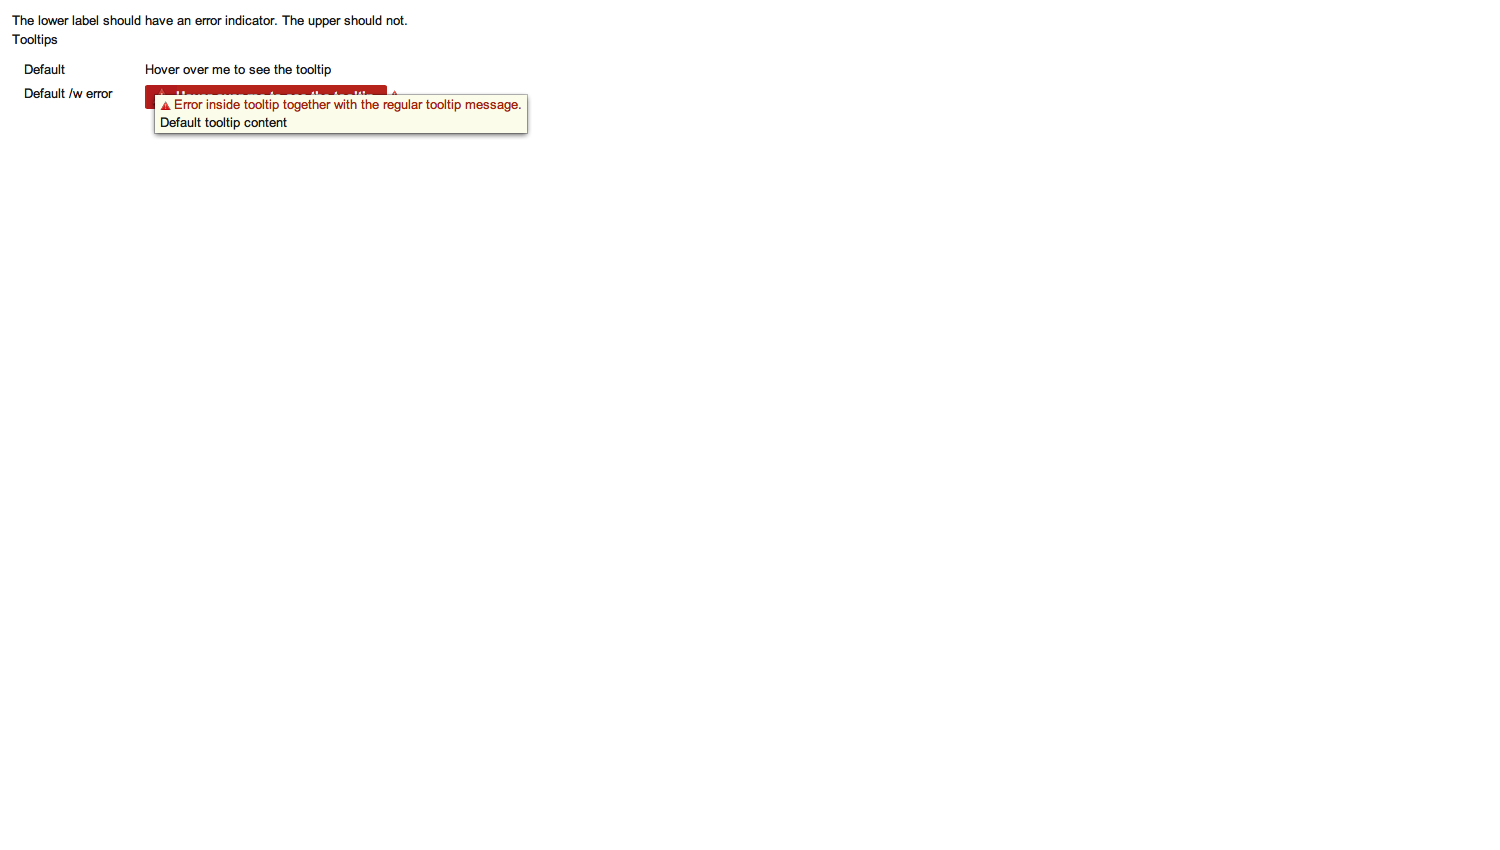 The lower label should have an error indicator. The upper should not.
Tooltips
Default
Hover over me to see the tooltip
Default /w error
Error inside tooltip together with the regular tooltip message.
Default tooltip content